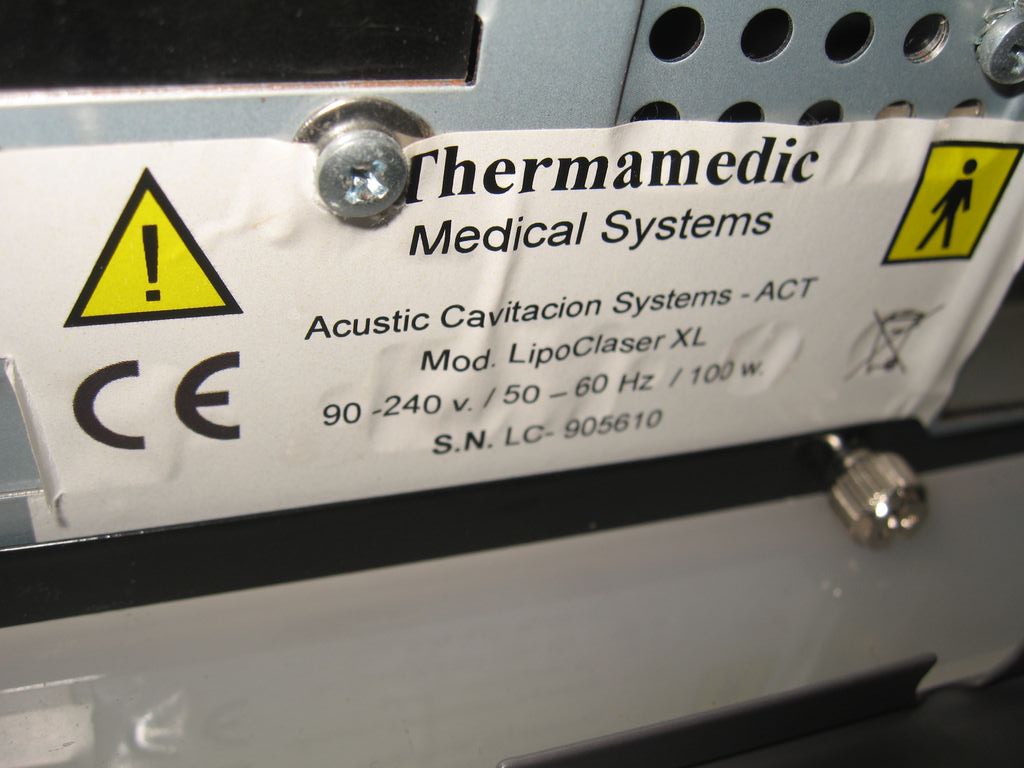 Thermamedic
Medical Systems
Acustic Cavitacion Systems - ACT
Mod. LipoClaser XL
90 -240 v. / 50 – 60 Hz / 100 w.
S.N. LC- 905610
!
CE